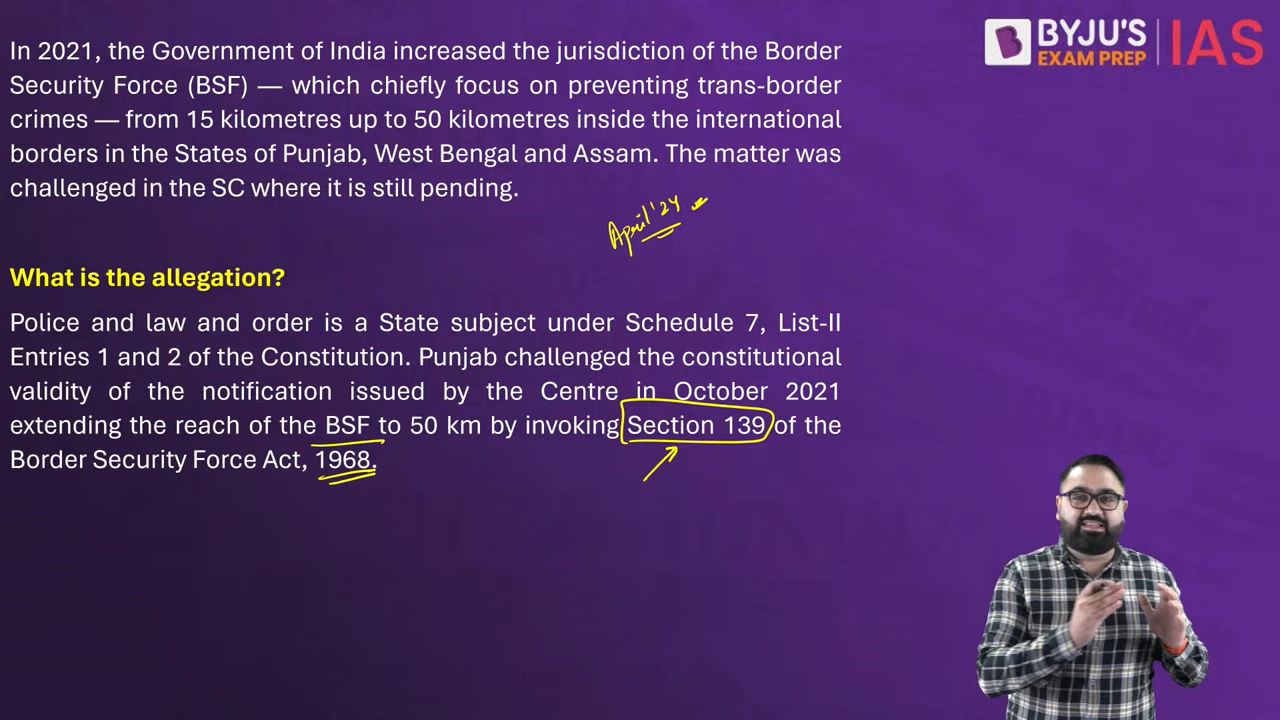 BYJU'S
EXAM PREP
IAS
In 2021, the Government of India increased the jurisdiction of the Border
Security Force (BSF) — which chiefly focus on preventing trans-border
crimes — from 15 kilometres up to 50 kilometres inside the international
borders in the States of Punjab, West Bengal and Assam. The matter was
challenged in the SC where it is still pending.
April '24
What is the allegation?
Police and law and order is a State subject under Schedule 7, List-II
Entries 1 and 2 of the Constitution. Punjab challenged the constitutional
validity of the notification issued by the Centre in October 2021
extending the reach of the BSF to 50 km by invoking Section 139 of the
Border Security Force Act, 1968.